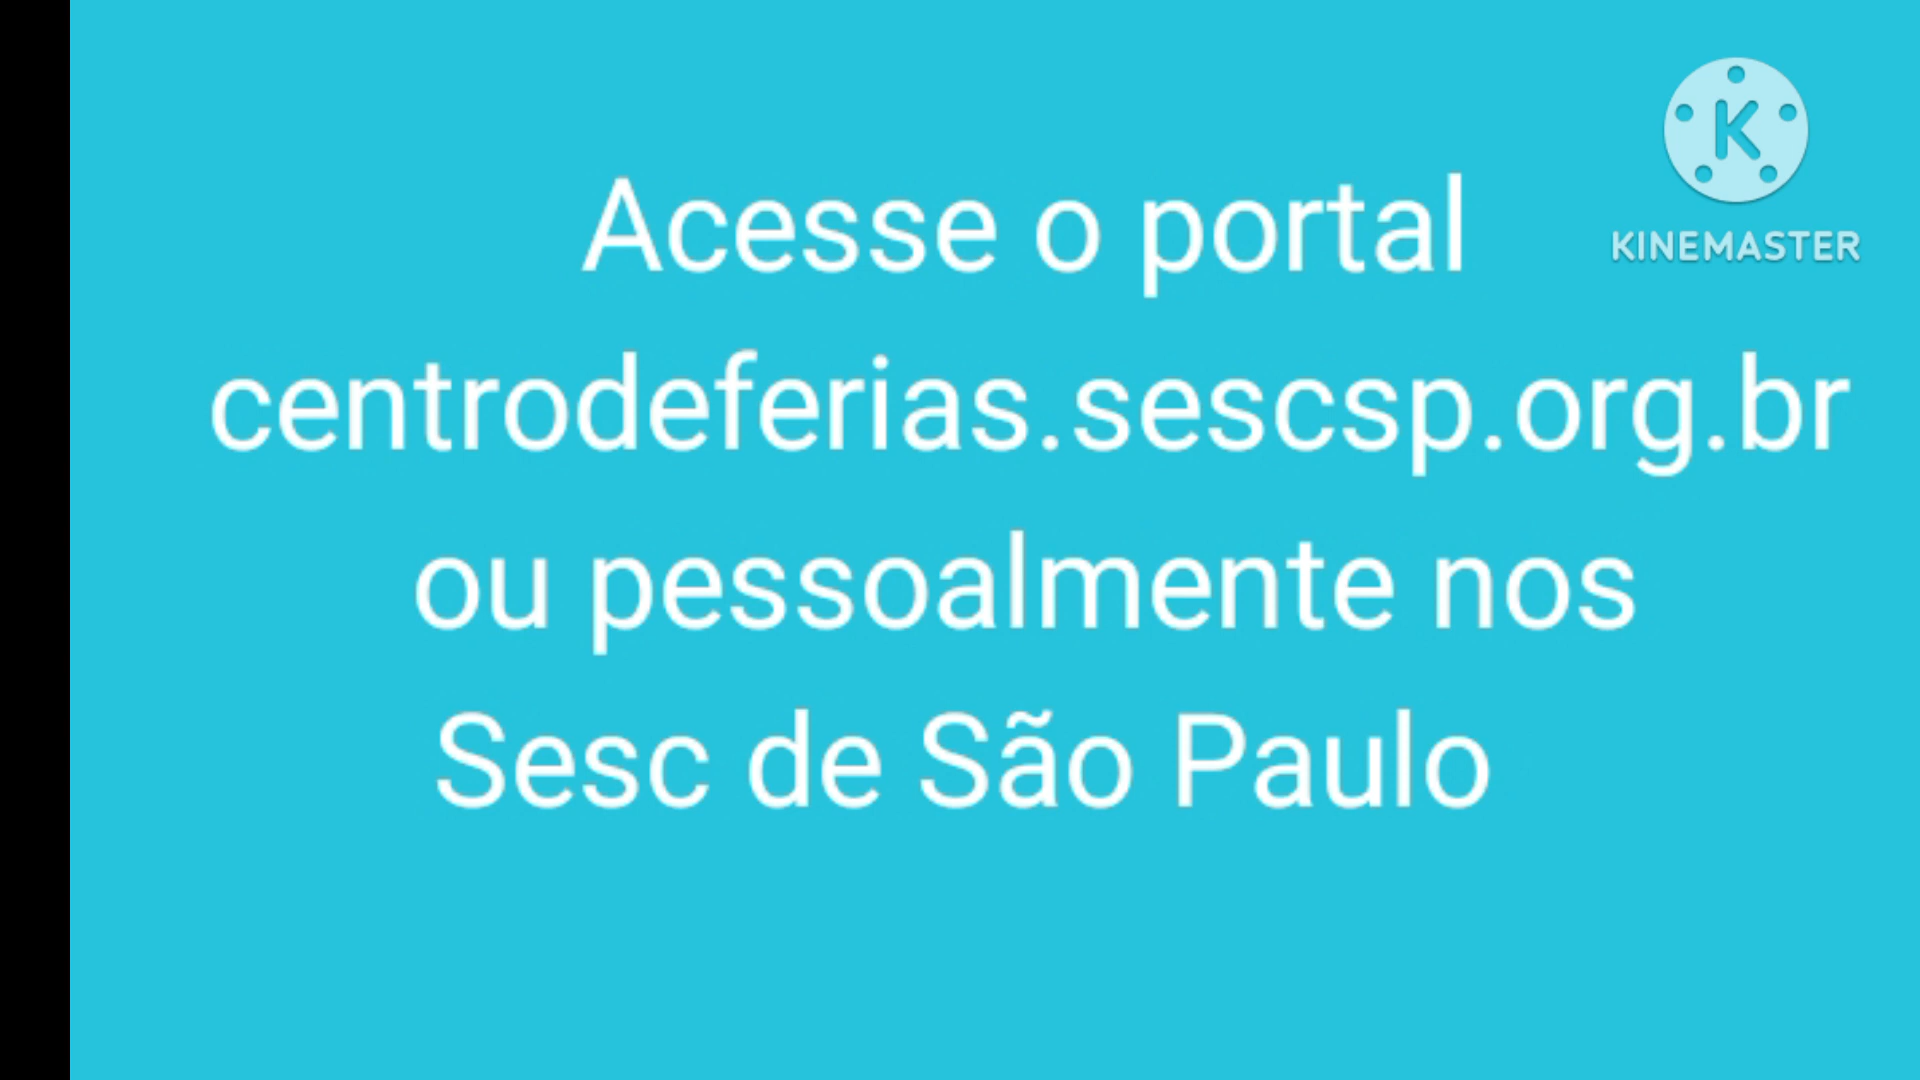 Acesse o portal
centrodeferias.sescsp.org.br
ou pessoalmente nos
Sesc de São Paulo
K
KINEMASTER